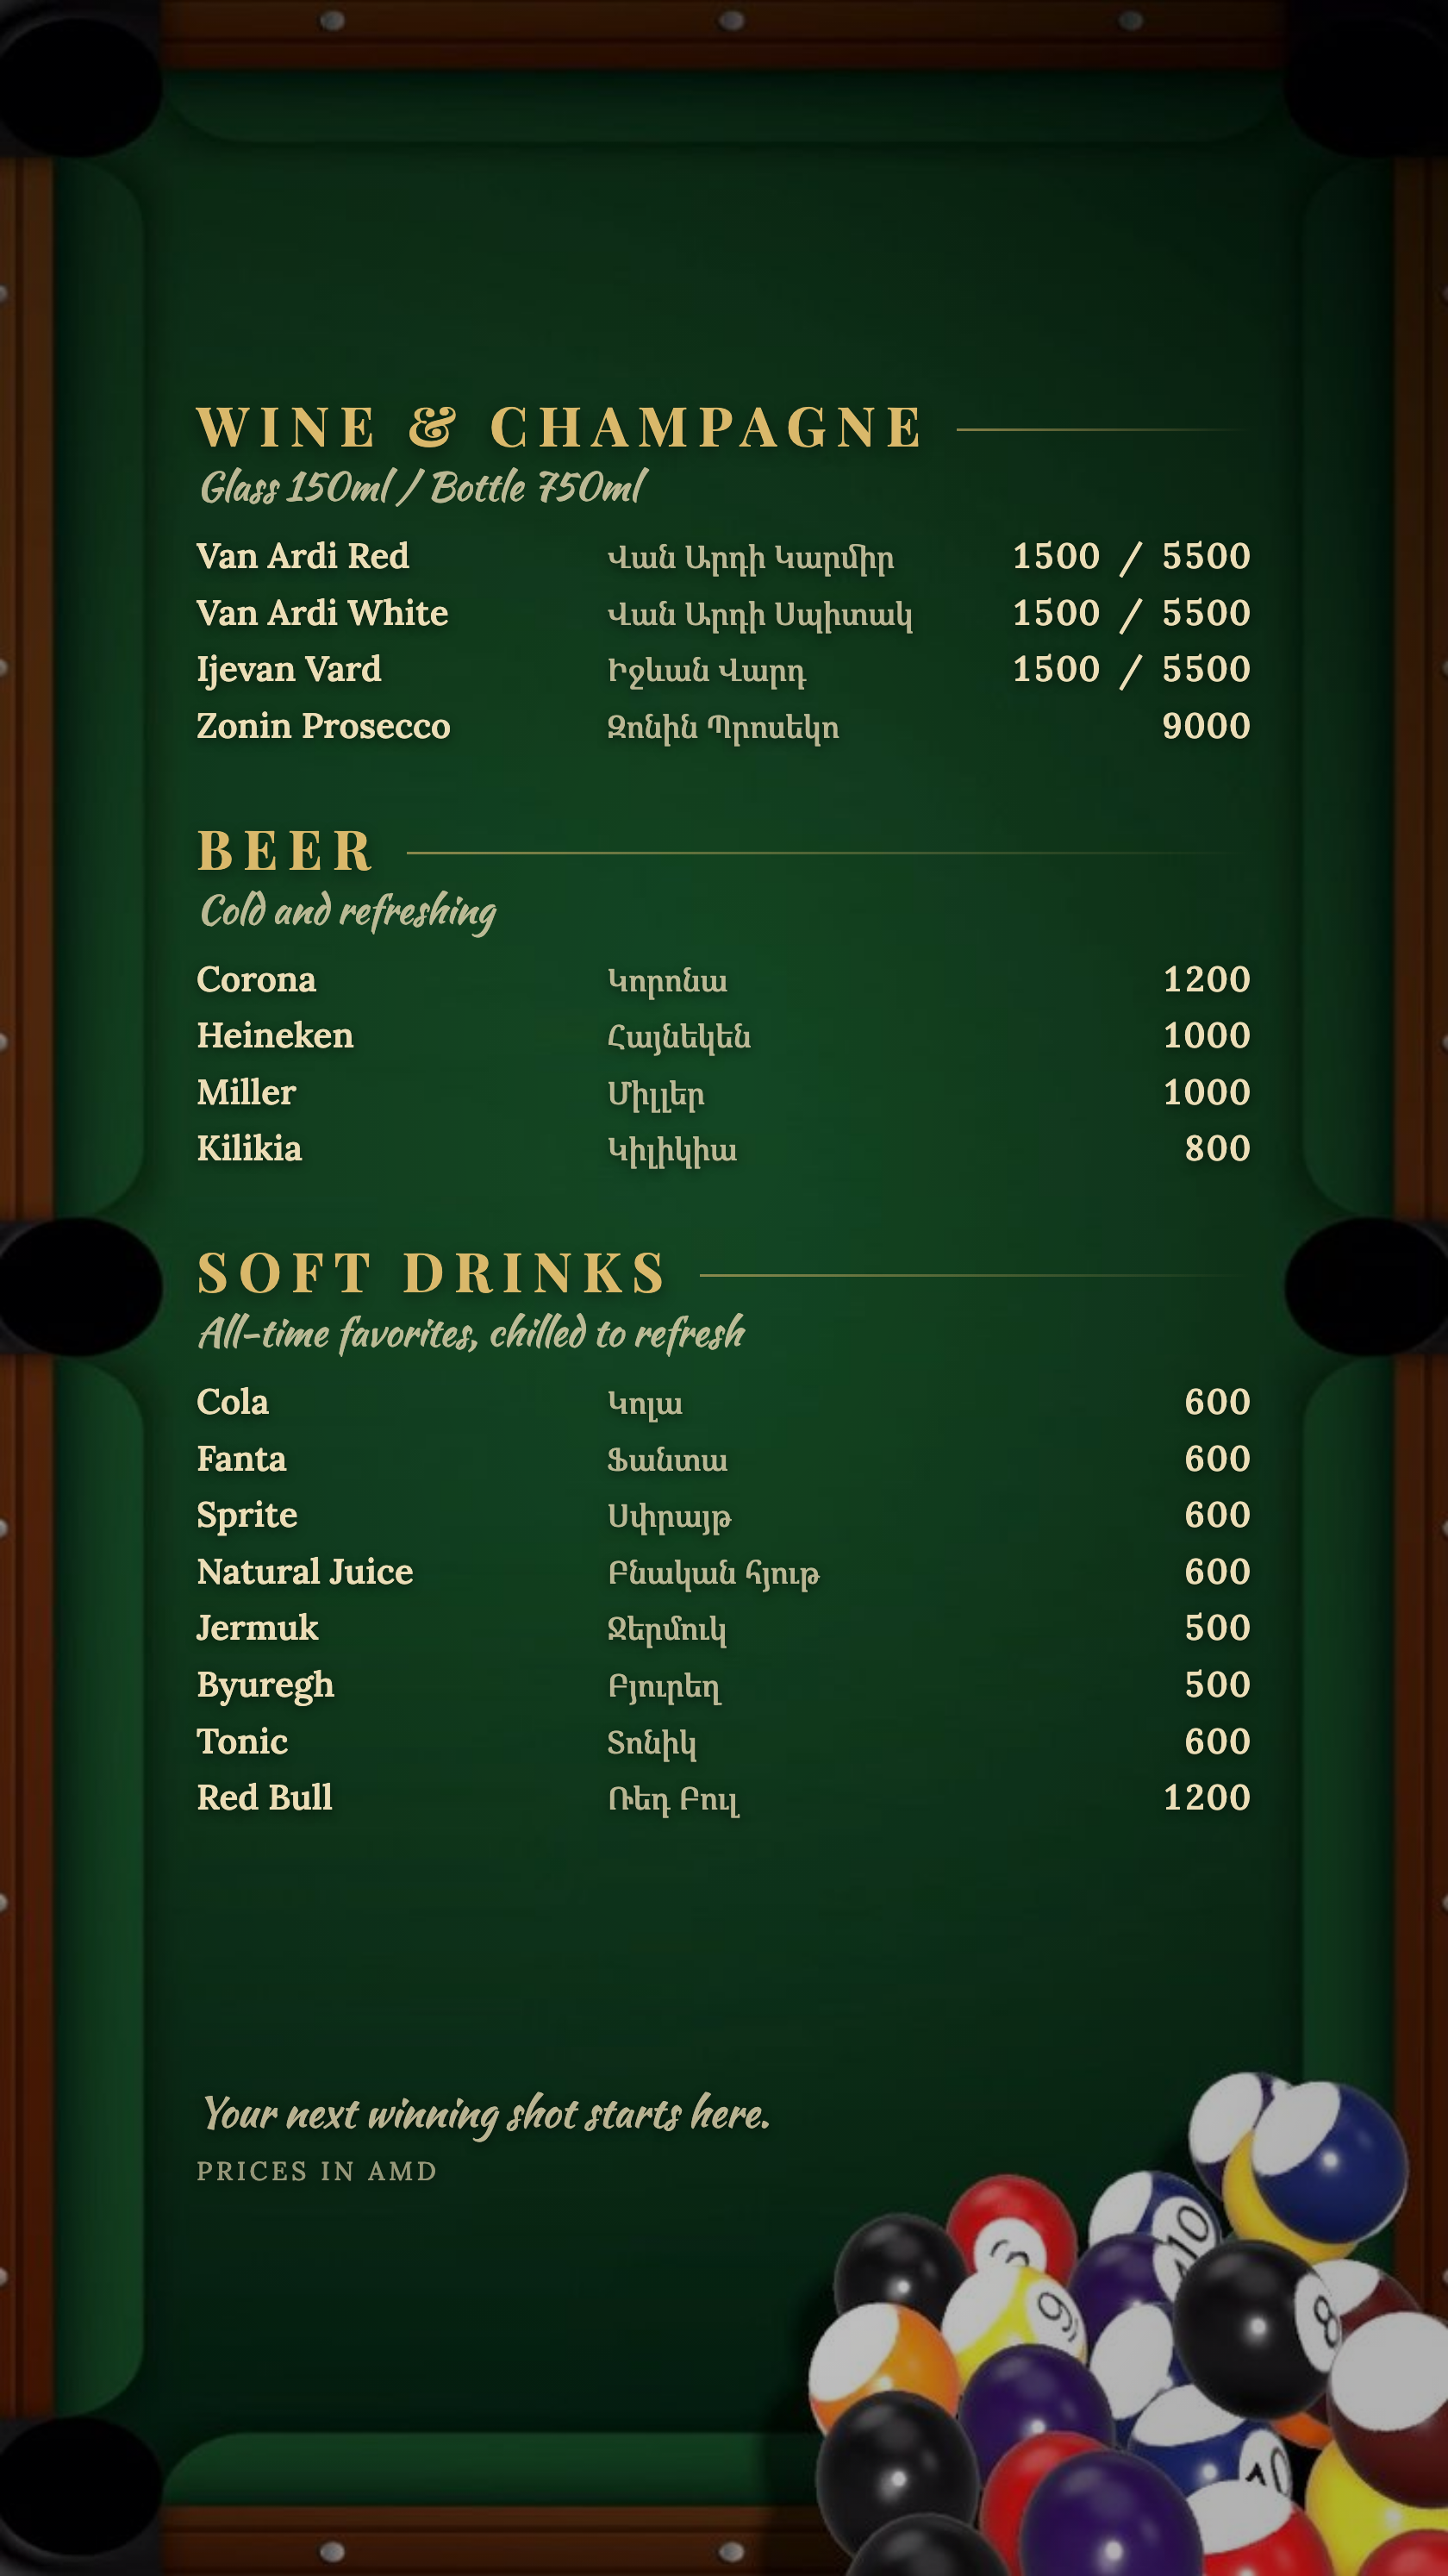 WINE & CHAMPAGNE
Glass 150ml / Bottle 750ml
Van Ardi Red Վան Արդի Կարմիր 1500 / 5500
Van Ardi White Վան Արդի Սպիտակ 1500 / 5500
Ijevan Vard Իջևան Վարդ 1500 / 5500
Zonin Prosecco Զոնին Պրոսեկո 9000
BEER
Cold and refreshing
Corona Կորոնա 1200
Heineken Հայնեկեն 1000
Miller Միլլեր 1000
Kilikia Կիլիկիա 800
SOFT DRINKS
All-time favorites, chilled to refresh
Cola Կոլա 600
Fanta Ֆանտա 600
Sprite Սփրայթ 600
Natural Juice Բնական հյութ 600
Jermuk Ջերմուկ 500
Byuregh Բյուրեղ 500
Tonic Տոնիկ 600
Red Bull Ռեդ Բուլ 1200
Your next winning shot starts here.
PRICES IN AMD
10
9
8
10